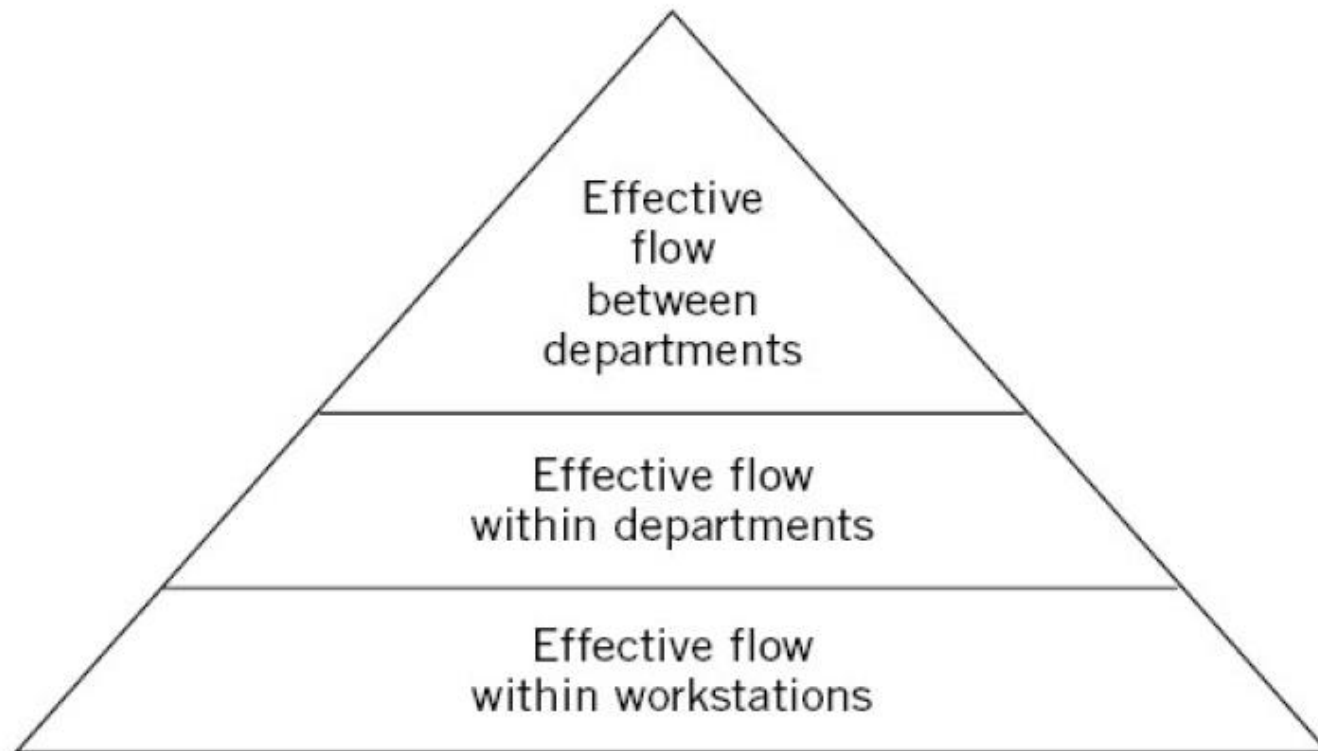 Effective
flow
between
departments
Effective flow
within departments
Effective flow
within workstations